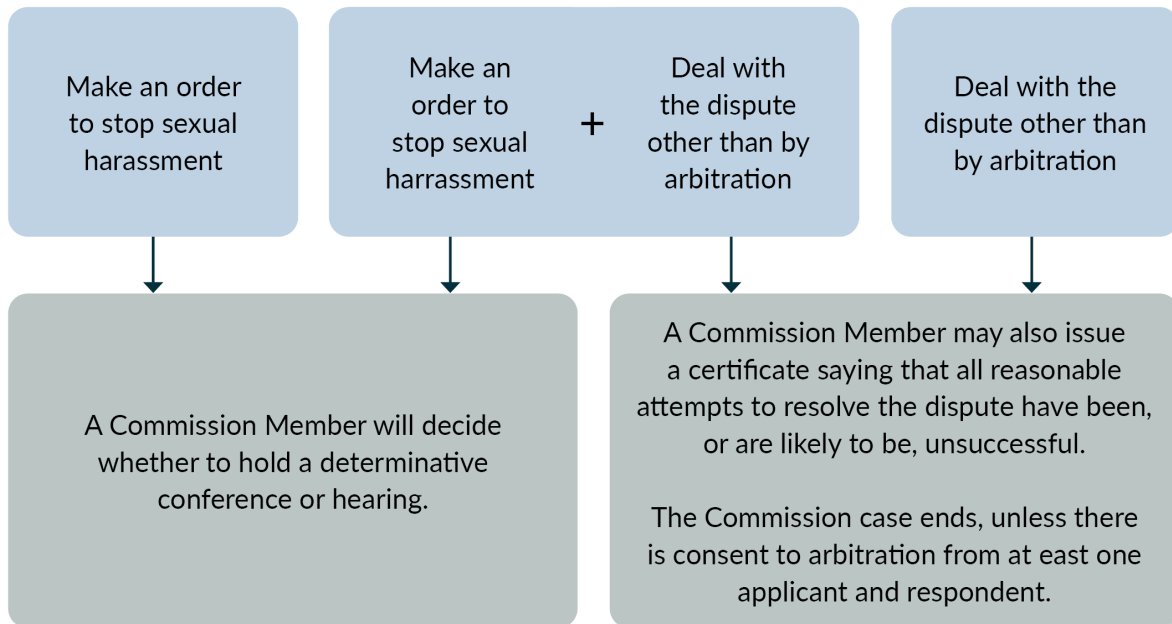 Make an order
to stop sexual
harassment
Make an
order to
stop sexual
harrassment
+
Deal with
the dispute
other than by
arbitration
Deal with the
dispute other than
by arbitration
A Commission Member will decide
whether to hold a determinative
conference or hearing.
A Commission Member may also issue
a certificate saying that all reasonable
attempts to resolve the dispute have been,
or are likely to be, unsuccessful.
The Commission case ends, unless there
is consent to arbitration from at east one
applicant and respondent.